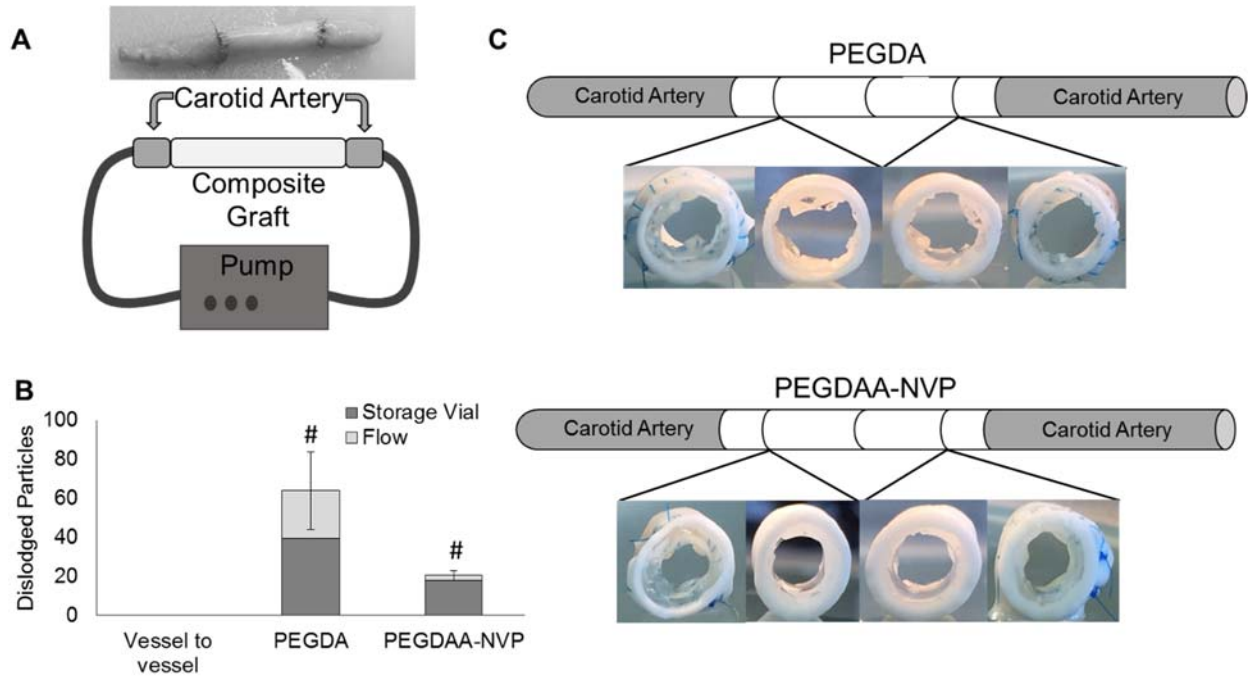 A
Carotid Artery
Composite
Graft
Pump
B
100
80
60
40
20
0
Dislodged Particles
Storage Vial
Flow
#
#
Vessel to
vessel
PEGDA
PEGDAA-NVP
C
PEGDA
Carotid Artery
Carotid Artery
PEGDAA-NVP
Carotid Artery
Carotid Artery